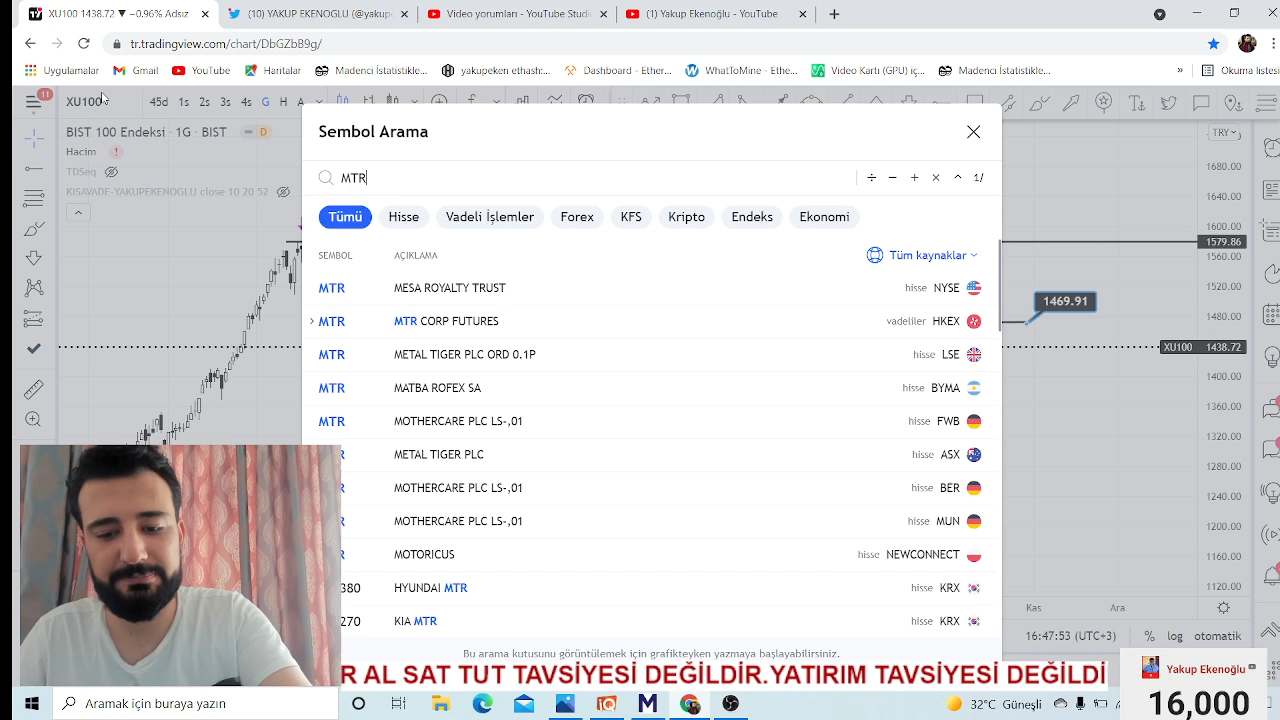 XU100 1438.72 ▼ −0.96% Adsız
(10) YAKUP EKENOĞLU (@yakup
XU100 1438.72 - YouTube Studio
(1) Yakup Ekenoğlu - YouTube
tr.tradingview.com/chart/DbGZbB9g/
Uygulamalar
Gmail
YouTube
Haritalar
Madenci İstatistikle...
Tutpeken ethash:...
Dashboard - Ether...
WhatToMine - Ethe...
Video Kartı (GPU) iç...
Madenci İstatistikle...
Okuma listesi
11
XU100
45d 1s 2s 3s 4s G H A
BIST 100 Endeksi · 1G · BIST
D
Hacim
!
TDSeq
KISAVADE-YAKUPEKENOGLU close 10 20 52
Sembol Arama
MTR
÷ − + × ^ 1/
Tümü Hisse Vadeli İşlemler Forex KFS Kripto Endeks Ekonomi
SEMBOL AÇIKLAMA Tüm kaynaklar
MTR MESA ROYALTY TRUST hisse NYSE
MTR MTR CORP FUTURES vadeliler HKEX
MTR METAL TIGER PLC ORD 0.1P hisse LSE
MTR MATBA ROFEX SA hisse BYMA
MTR MOTHERCARE PLC LS-,01 hisse FWB
R METAL TIGER PLC hisse ASX
R MOTHERCARE PLC LS-,01 hisse BER
R MOTHERCARE PLC LS-,01 hisse MUN
R MOTORICUS hisse NEWCONNECT
380 HYUNDAI MTR hisse KRX
270 KIA MTR hisse KRX
Bu arama kutusunu görüntülemek için grafikteyken yazmaya başlayabilirsiniz.
TRY
1680.00
1640.00
1600.00
1579.86
1560.00
1520.00
1469.91
1480.00
XU100 1438.72
1400.00
1360.00
1320.00
1280.00
1240.00
1200.00
1160.00
1120.00
Kas Ara
16:47:53 (UTC+3) % log otomatik
R AL SAT TUT TAVSİYESİ DEĞİLDİR.YATIRIM TAVSİYESİ DEĞİLDİ
Yakup Ekenoğlu
16,000
Aramak için buraya yazın
32°C Güneşli